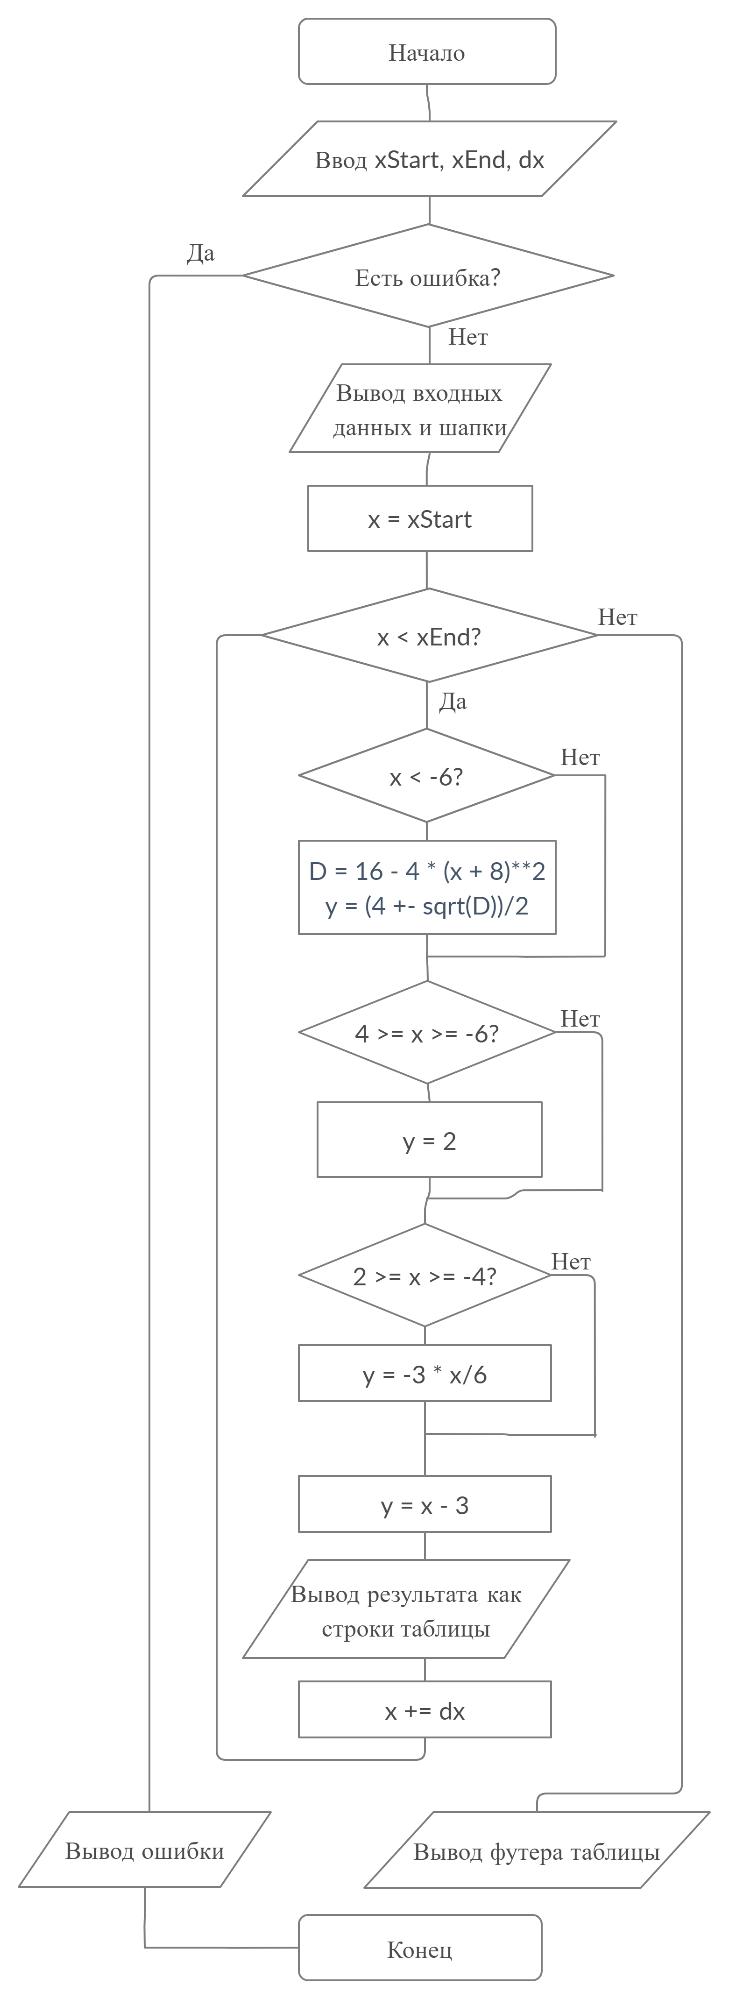 Начало
Ввод xStart, xEnd, dx
Да
Есть ошибка?
Нет
Вывод входных
данных и шапки
x = xStart
Нет
x < xEnd?
Да
Нет
x < -6?
D = 16 - 4 * (x + 8)**2
y = (4 +- sqrt(D))/2
Нет
4 >= x >= -6?
y = 2
Нет
2 >= x >= -4?
y = -3 * x/6
y = x - 3
Вывод результата как
строки таблицы
x += dx
Вывод ошибки
Вывод футера таблицы
Конец